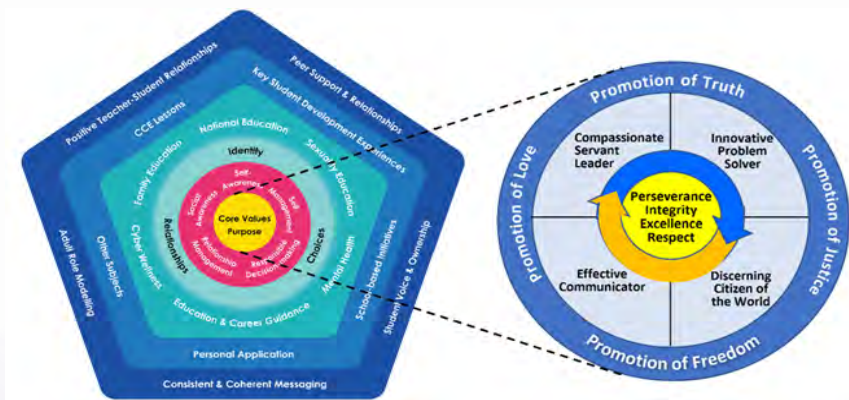 Positive Teacher-Student Relationships
Peer Support & Relationships
Student Voice & Ownership
Consistent & Coherent Messaging
Adult Role Modelling
CCE Lessons
Key Student Development Experiences
School-based Initiatives
Personal Application
Other Subjects
National Education
Sexuality Education
Mental Health
Education & Career Guidance
Cyber Wellness
Family Education
Identity
Choices
Relationships
Self-
Awareness
Self
Management
Responsible
Decision-making
Relationship
Management
Social
Awareness
Core Values
Purpose
Promotion of Truth
Promotion of Justice
Promotion of Freedom
Promotion of Love
Compassionate
Servant
Leader
Innovative
Problem
Solver
Perseverance
Integrity
Excellence
Respect
Effective
Communicator
Discerning
Citizen of
the World